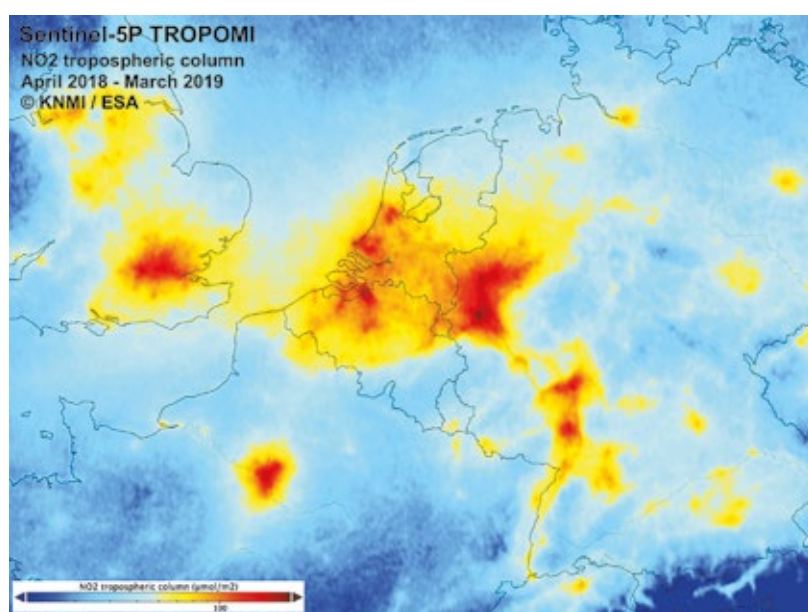 Sentinel-5P TROPOMI
NO2 tropospheric column
April 2018 - March 2019
© KNMI / ESA
NO2 tropospheric column (µmol/m2)
100